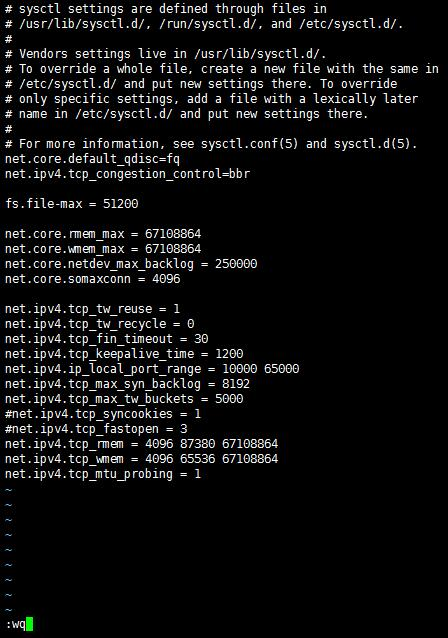 # sysctl settings are defined through files in
# /usr/lib/sysctl.d/, /run/sysctl.d/, and /etc/sysctl.d/.
#
# Vendors settings live in /usr/lib/sysctl.d/.
# To override a whole file, create a new file with the same in
# /etc/sysctl.d/ and put new settings there. To override
# only specific settings, add a file with a lexically later
# name in /etc/sysctl.d/ and put new settings there.
#
# For more information, see sysctl.conf(5) and sysctl.d(5).
net.core.default_qdisc=fq
net.ipv4.tcp_congestion_control=bbr

fs.file-max = 51200

net.core.rmem_max = 67108864
net.core.wmem_max = 67108864
net.core.netdev_max_backlog = 250000
net.core.somaxconn = 4096

net.ipv4.tcp_tw_reuse = 1
net.ipv4.tcp_tw_recycle = 0
net.ipv4.tcp_fin_timeout = 30
net.ipv4.tcp_keepalive_time = 1200
net.ipv4.ip_local_port_range = 10000 65000
net.ipv4.tcp_max_syn_backlog = 8192
net.ipv4.tcp_max_tw_buckets = 5000
#net.ipv4.tcp_syncookies = 1
#net.ipv4.tcp_fastopen = 3
net.ipv4.tcp_rmem = 4096 87380 67108864
net.ipv4.tcp_wmem = 4096 65536 67108864
net.ipv4.tcp_mtu_probing = 1
~
~
~
~
~
~
~
~
~
:wq